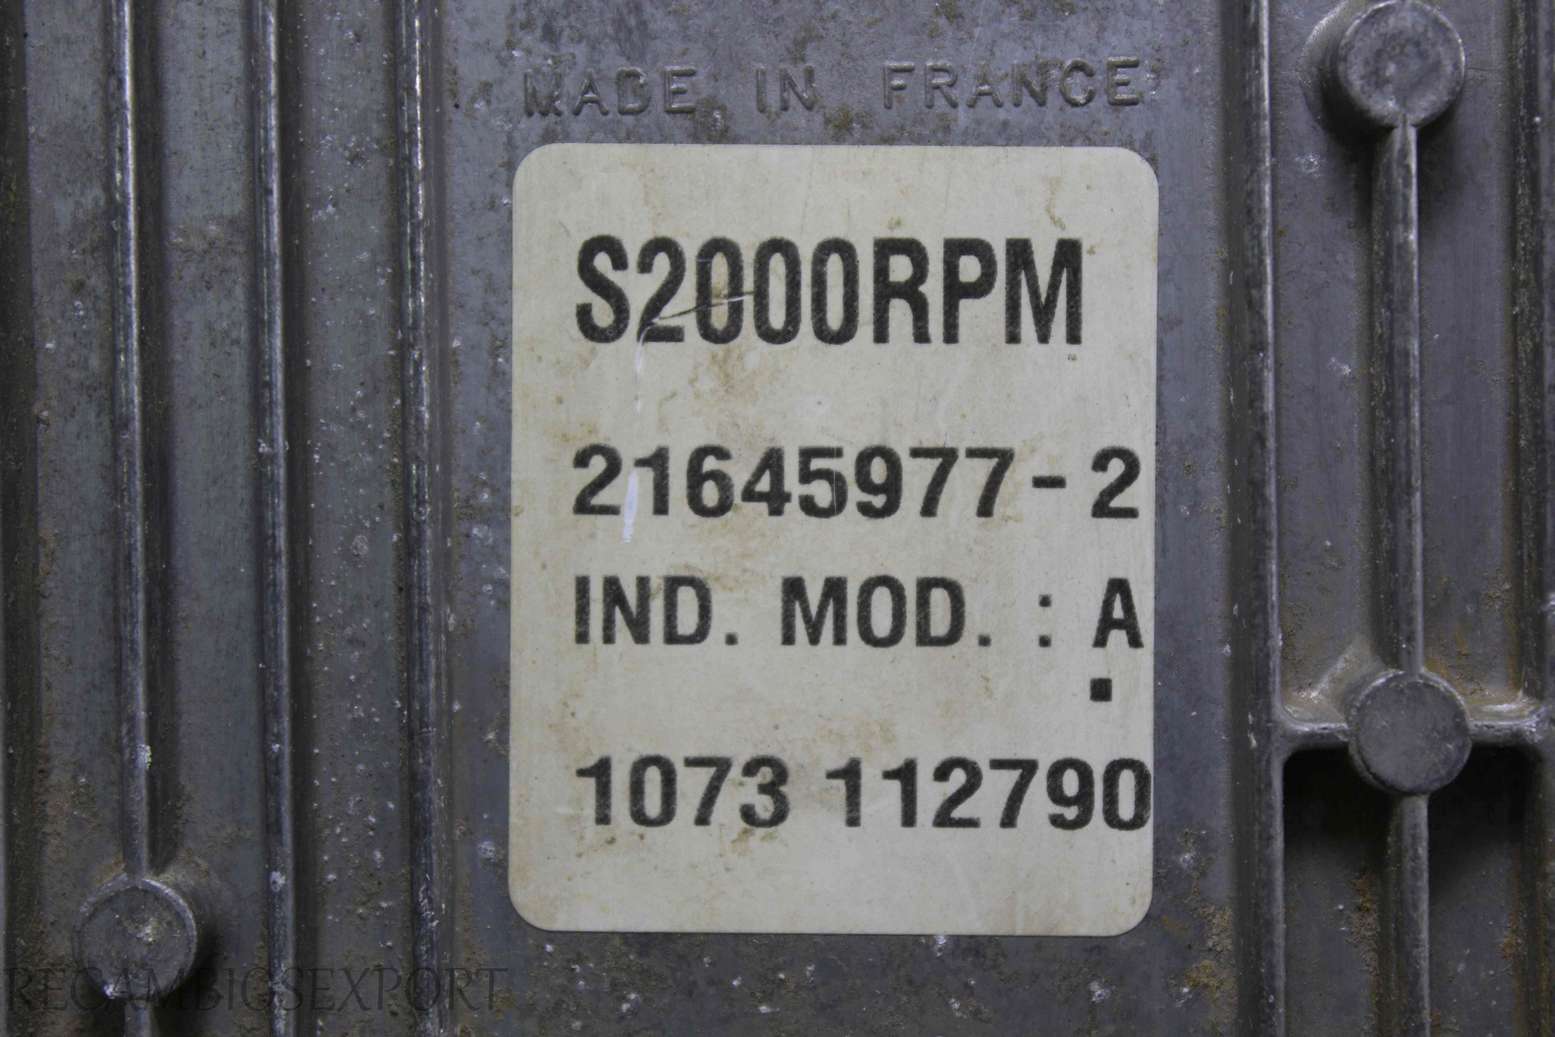 MADE IN FRANCE
S2000RPM
21645977-2
IND. MOD. : A
1073 112790
RECAMBIOSEXPORT